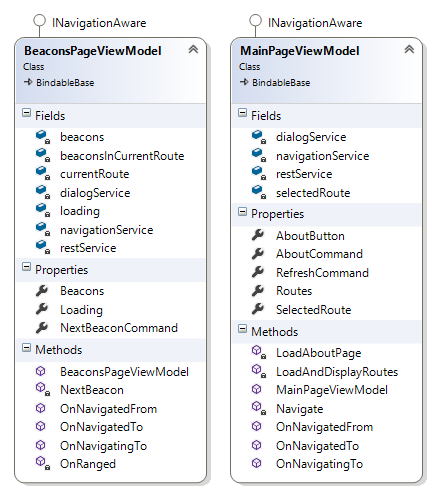 INavigationAware
BeaconsPageViewModel
Class
BindableBase
Fields
beacons
beaconsInCurrentRoute
currentRoute
dialogService
loading
navigationService
restService
Properties
Beacons
Loading
NextBeaconCommand
Methods
BeaconsPageViewModel
NextBeacon
OnNavigatedFrom
OnNavigatedTo
OnNavigatingTo
OnRanged
INavigationAware
MainPageViewModel
Class
BindableBase
Fields
dialogService
navigationService
restService
selectedRoute
Properties
AboutButton
AboutCommand
RefreshCommand
Routes
SelectedRoute
Methods
LoadAboutPage
LoadAndDisplayRoutes
MainPageViewModel
Navigate
OnNavigatedFrom
OnNavigatedTo
OnNavigatingTo